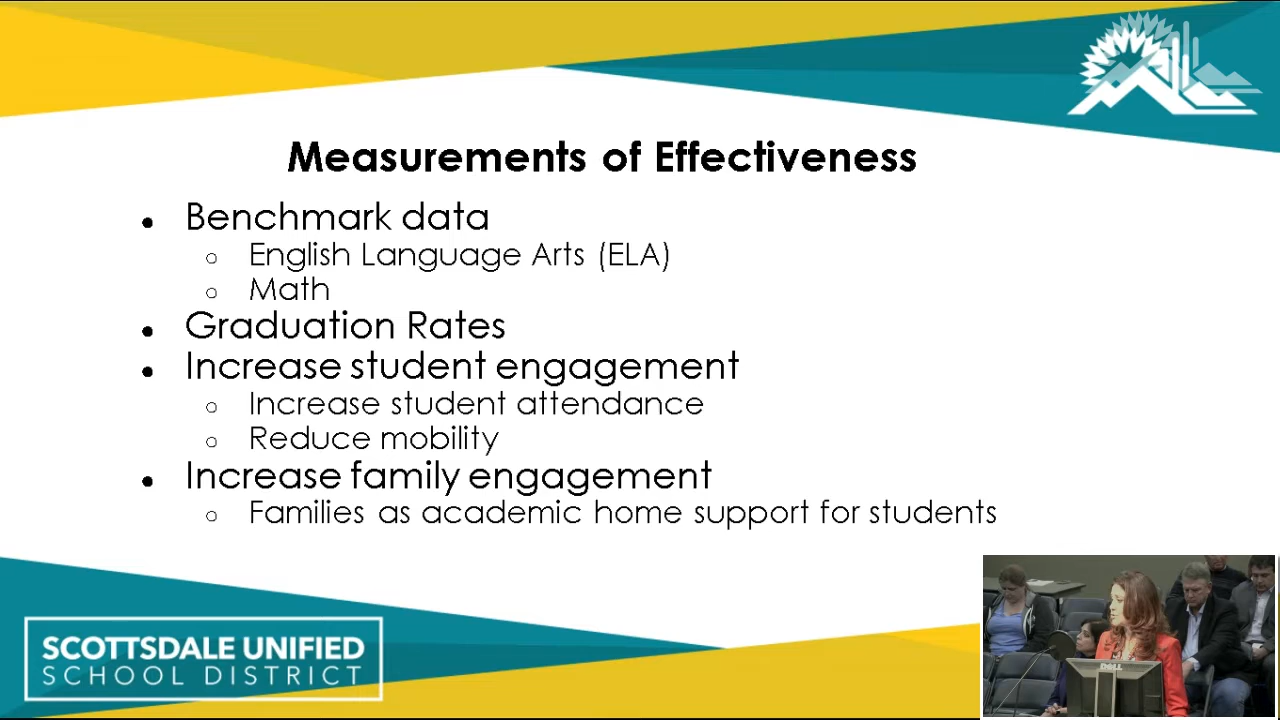 Measurements of Effectiveness
● Benchmark data
○ English Language Arts (ELA)
○ Math
● Graduation Rates
● Increase student engagement
○ Increase student attendance
○ Reduce mobility
● Increase family engagement
○ Families as academic home support for students
SCOTTSDALE UNIFIED
SCHOOL DISTRICT
DELL